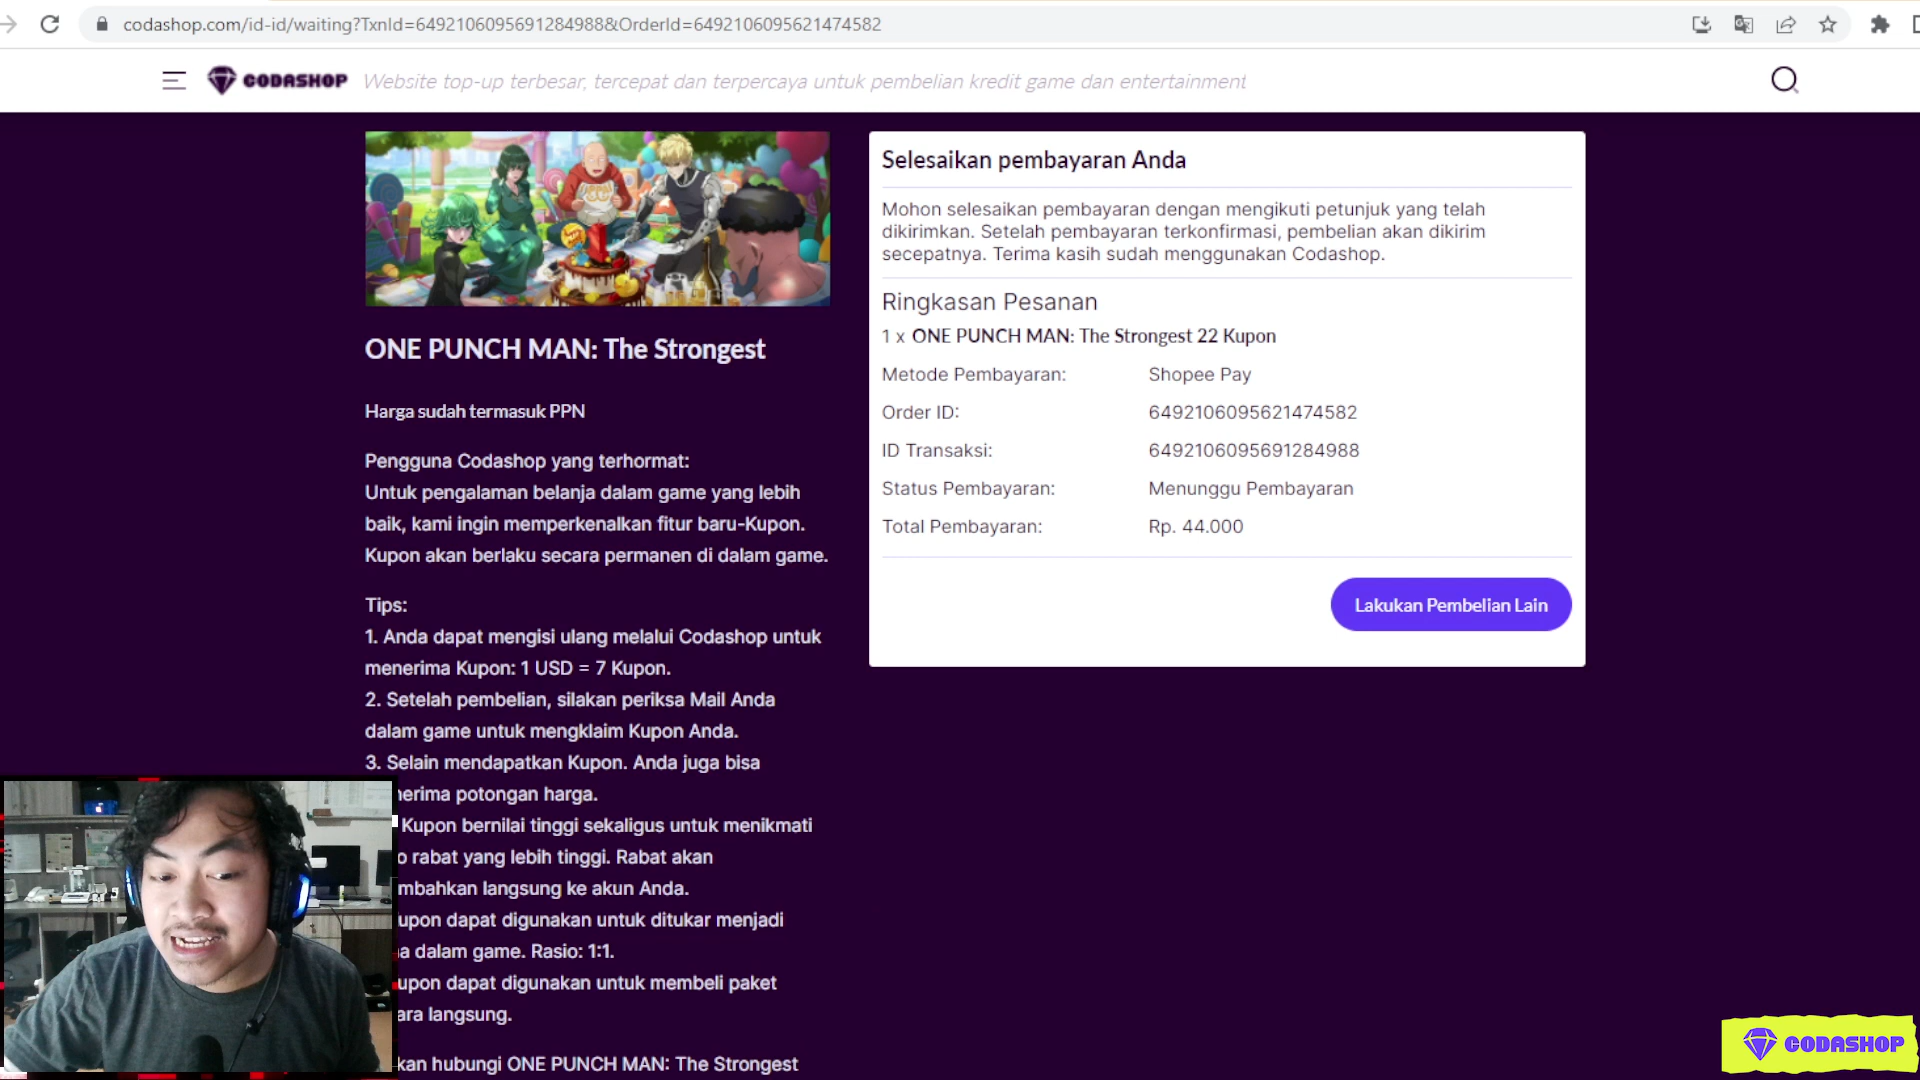 codashop.com/id-id/waiting?TxnId=6492106095691284988&OrderId=6492106095621474582
CODASHOP Website top-up terbesar, tercepat dan terpercaya untuk pembelian kredit game dan entertainment
ONE PUNCH MAN: The Strongest
Harga sudah termasuk PPN
Pengguna Codashop yang terhormat:
Untuk pengalaman belanja dalam game yang lebih
baik, kami ingin memperkenalkan fitur baru-Kupon.
Kupon akan berlaku secara permanen di dalam game.
Tips:
1. Anda dapat mengisi ulang melalui Codashop untuk
menerima Kupon: 1 USD = 7 Kupon.
2. Setelah pembelian, silakan periksa Mail Anda
dalam game untuk mengklaim Kupon Anda.
3. Selain mendapatkan Kupon. Anda juga bisa
potongan harga.
Kupon bernilai tinggi sekaligus untuk menikmati
rabat yang lebih tinggi. Rabat akan
langsung ke akun Anda.
dapat digunakan untuk ditukar menjadi
dalam game. Rasio: 1:1.
dapat digunakan untuk membeli paket
langsung.
hubungi ONE PUNCH MAN: The Strongest
Selesaikan pembayaran Anda
Mohon selesaikan pembayaran dengan mengikuti petunjuk yang telah
dikirimkan. Setelah pembayaran terkonfirmasi, pembelian akan dikirim
secepatnya. Terima kasih sudah menggunakan Codashop.
Ringkasan Pesanan
1 x ONE PUNCH MAN: The Strongest 22 Kupon
Metode Pembayaran: Shopee Pay
Order ID: 6492106095621474582
ID Transaksi: 6492106095691284988
Status Pembayaran: Menunggu Pembayaran
Total Pembayaran: Rp. 44.000
Lakukan Pembelian Lain
CODASHOP